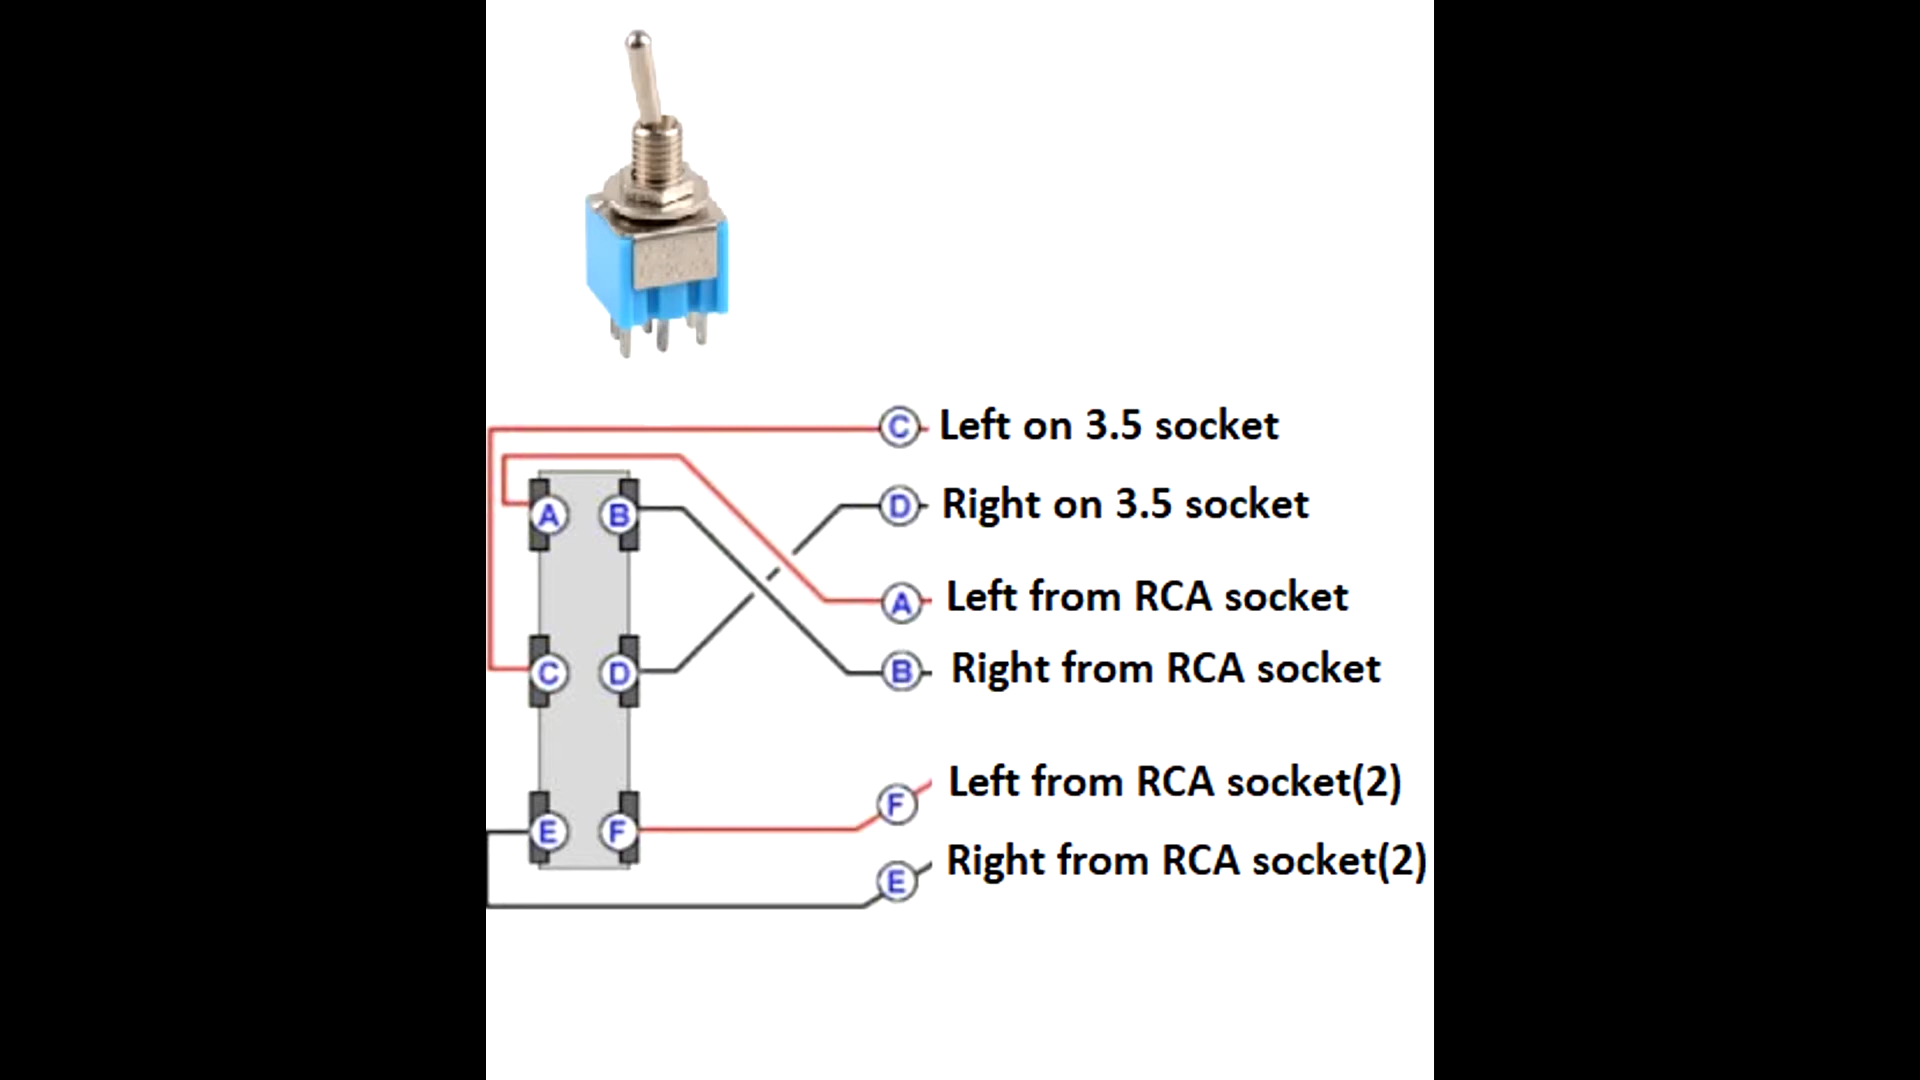 C Left on 3.5 socket
A B D Right on 3.5 socket
A Left from RCA socket
C D B Right from RCA socket
F Left from RCA socket(2)
E F
E Right from RCA socket(2)